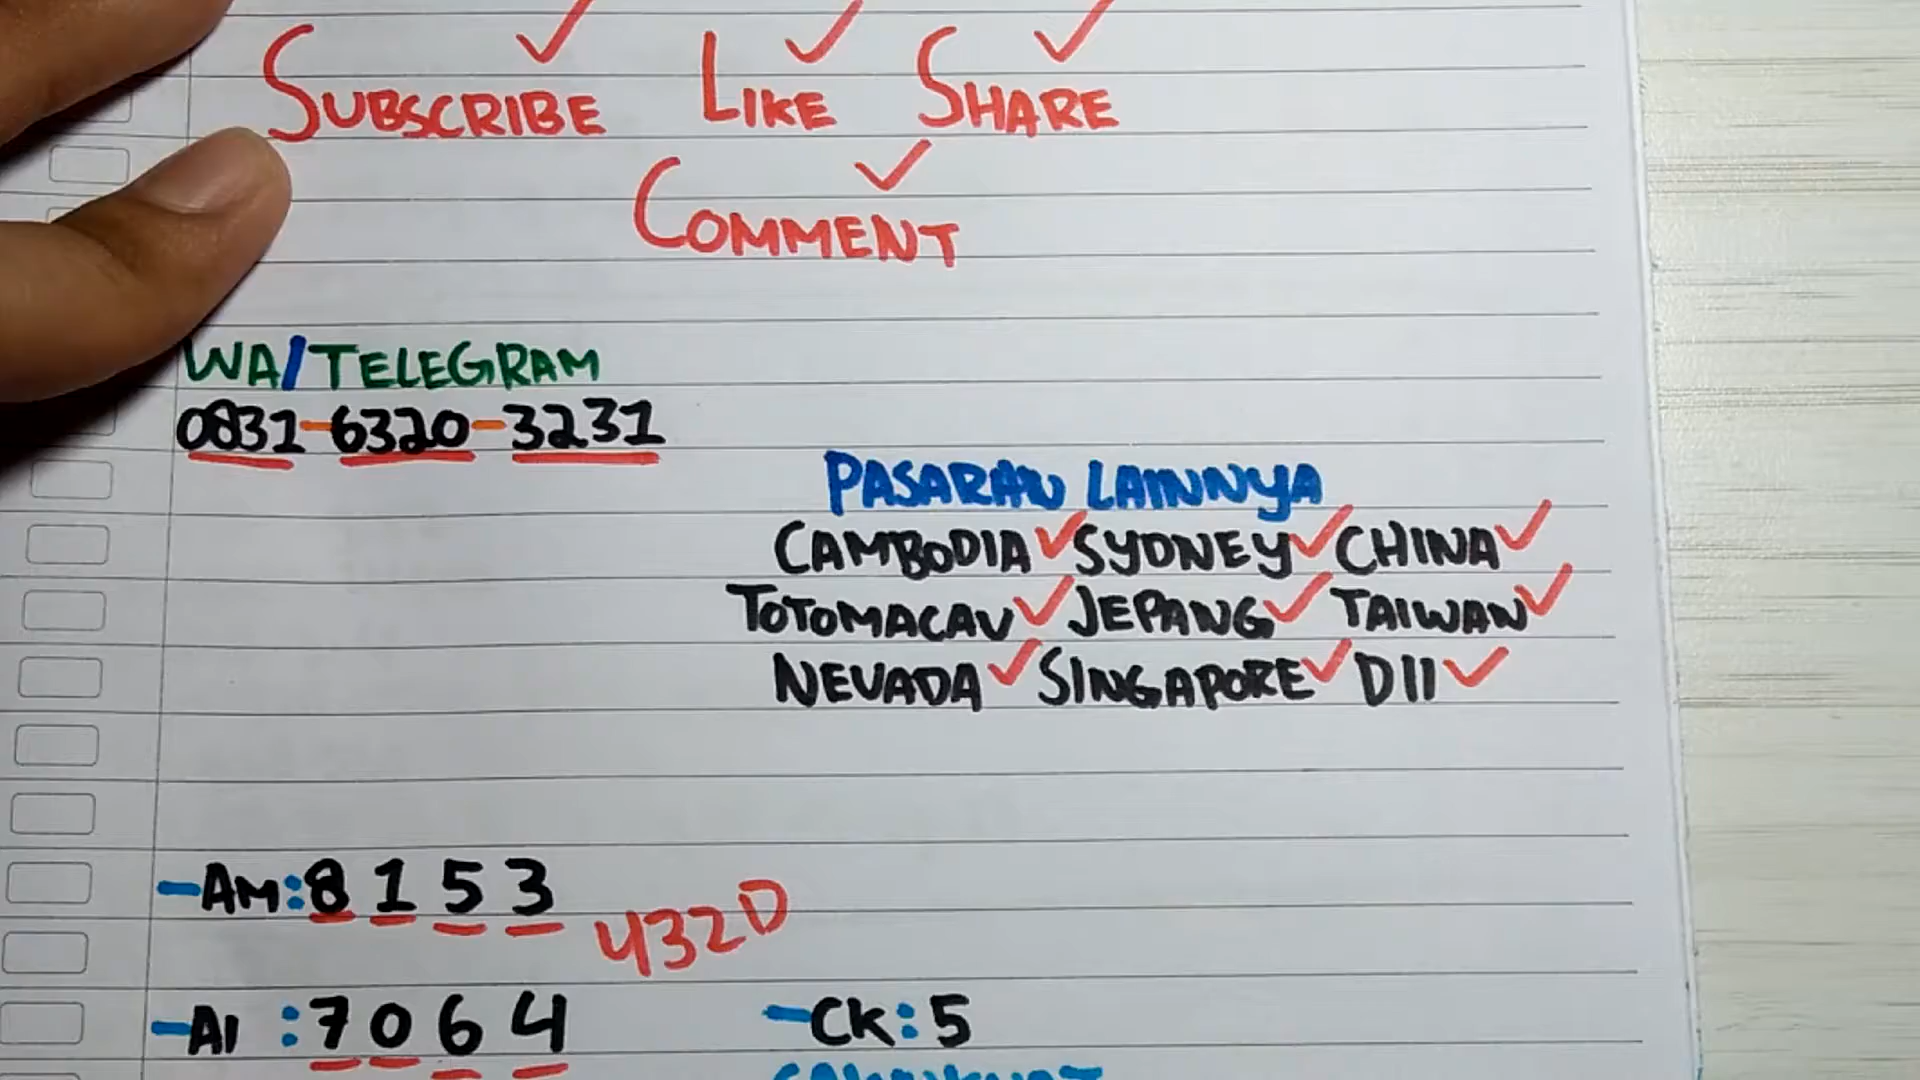 SUBSCRIBE LIKE SHARE
COMMENT
WA/TELEGRAM
0831-6320-3231
PASARAN LAINNYA
CAMBODIA SYDNEY CHINA
TOTOMACAU JEPANG TAIWAN
NEVADA SINGAPORE DII
-AM:8153
432D
-AI :7064
-CK:5